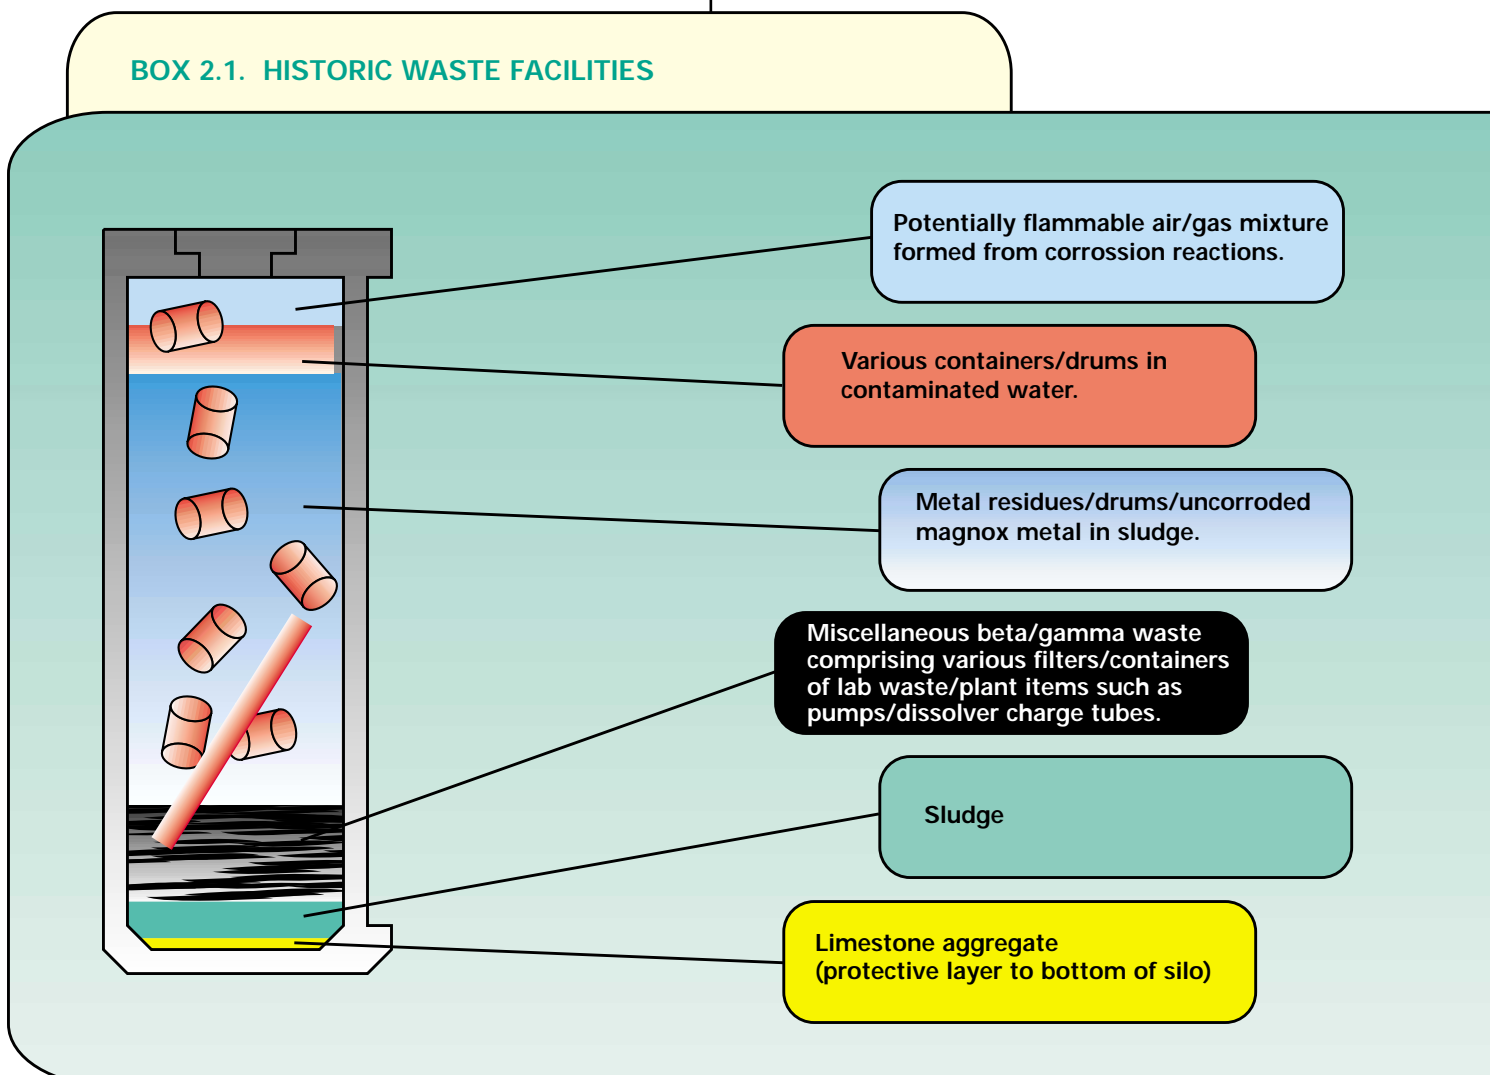 BOX 2.1. HISTORIC WASTE FACILITIES
Potentially flammable air/gas mixture
formed from corrossion reactions.
Various containers/drums in
contaminated water.
Metal residues/drums/uncorroded
magnox metal in sludge.
Miscellaneous beta/gamma waste
comprising various filters/containers
of lab waste/plant items such as
pumps/dissolver charge tubes.
Sludge
Limestone aggregate
(protective layer to bottom of silo)